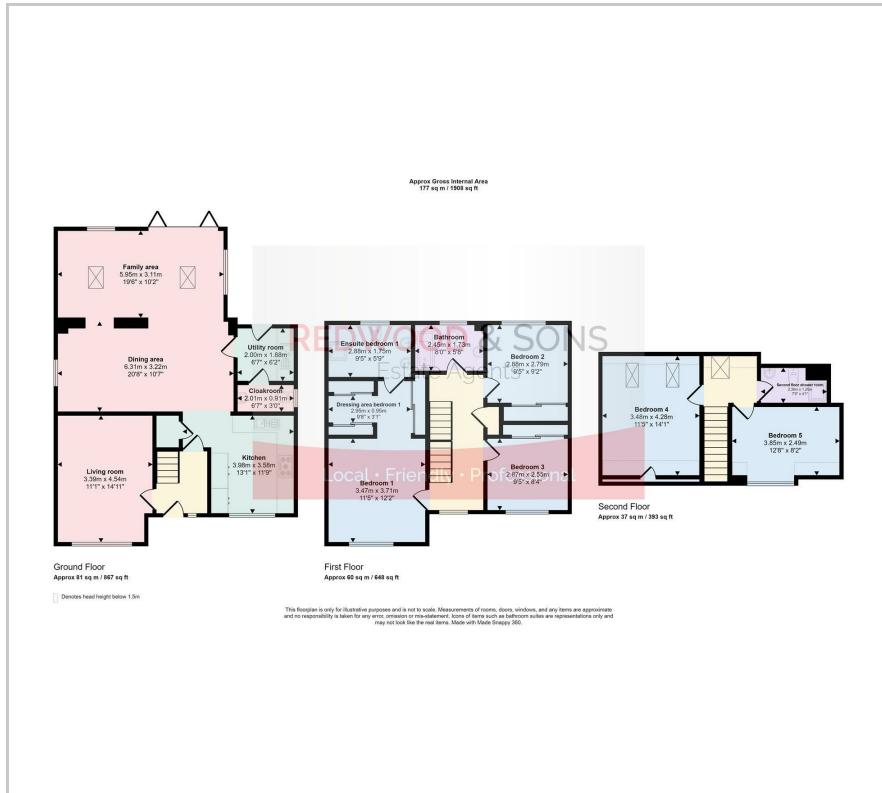 Approx Gross Internal Area
177 sq m / 1908 sq ft
Family area
5.95m x 3.11m
19'6" x 10'2"
Dining area
6.31m x 3.22m
20'8" x 10'7"
Utility room
2.00m x 1.88m
6'7" x 6'2"
Cloakroom
2.01m x 0.91m
6'7" x 3'0"
Living room
3.39m x 4.54m
11'1" x 14'11"
Kitchen
3.98m x 3.58m
13'1" x 11'9"
Ground Floor
Approx 81 sq m / 867 sq ft
Denotes head height below 1.5m
REDWOOD & SONS
Estate Agents
Local · Friendly · Professional
Ensuite bedroom 1
2.88m x 1.75m
9'5" x 5'9"
Bathroom
2.45m x 1.73m
8'0" x 5'8"
Bedroom 2
2.88m x 2.79m
9'5" x 9'2"
Dressing area bedroom 1
2.95m x 0.95m
9'8" x 3'1"
Bedroom 1
3.47m x 3.71m
11'5" x 12'2"
Bedroom 3
2.87m x 2.55m
9'5" x 8'4"
First Floor
Approx 60 sq m / 648 sq ft
Bedroom 4
3.48m x 4.28m
11'5" x 14'1"
Second floor shower room
Bedroom 5
3.85m x 2.49m
12'8" x 8'2"
Second Floor
Approx 37 sq m / 393 sq ft
This floorplan is only for illustrative purposes and is not to scale. Measurements of rooms, doors, windows, and any items are approximate
and no responsibility is taken for any error, omission or mis-statement. Icons of items such as bathroom suites are representations only and
may not look like the real items. Made with Made Snappy 360.